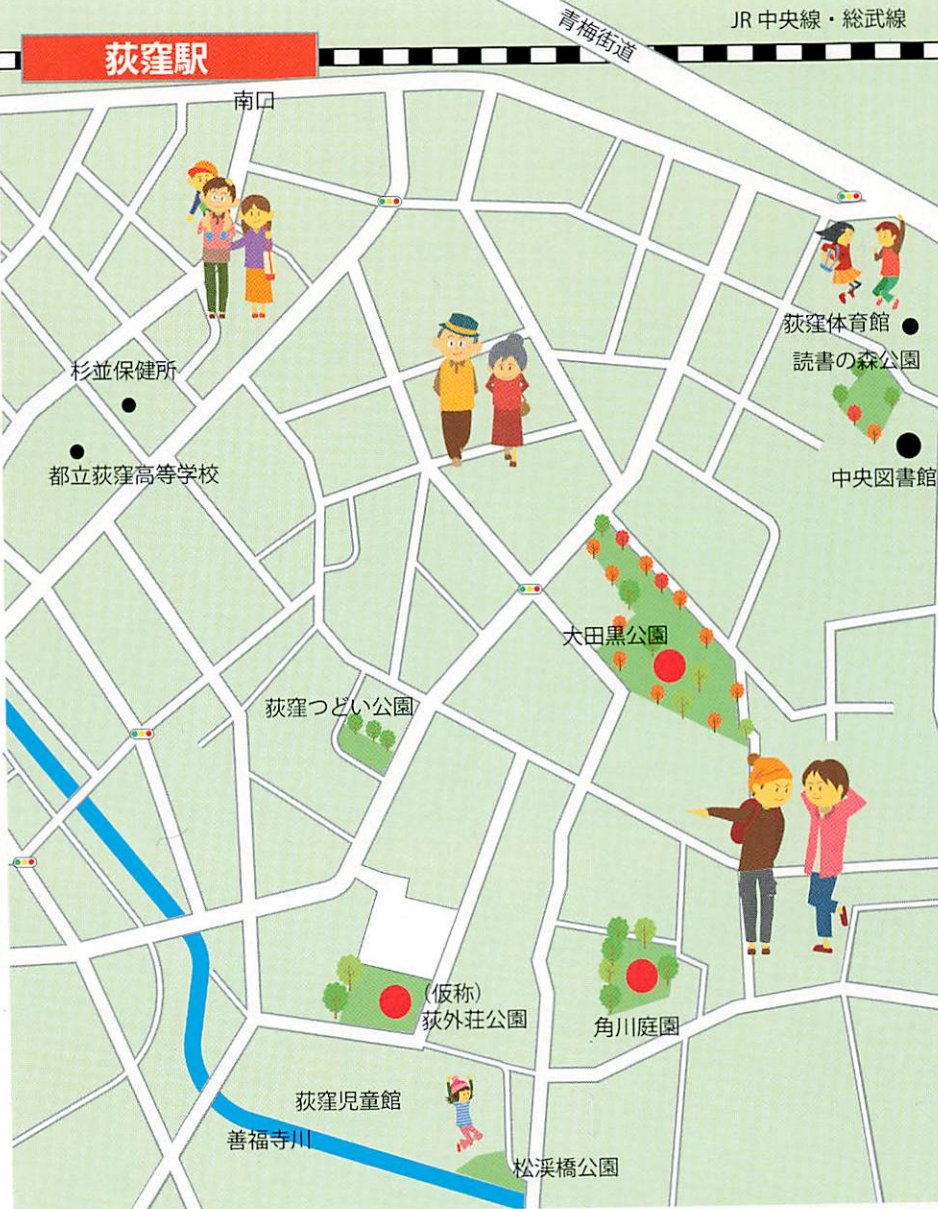 JR 中央線・総武線
青梅街道
荻窪駅
南口
荻窪体育館
読書の森公園
杉並保健所
中央図書館
都立荻窪高等学校
大田黒公園
荻窪つどい公園
（仮称）
荻外荘公園
角川庭園
荻窪児童館
善福寺川
松渓橋公園